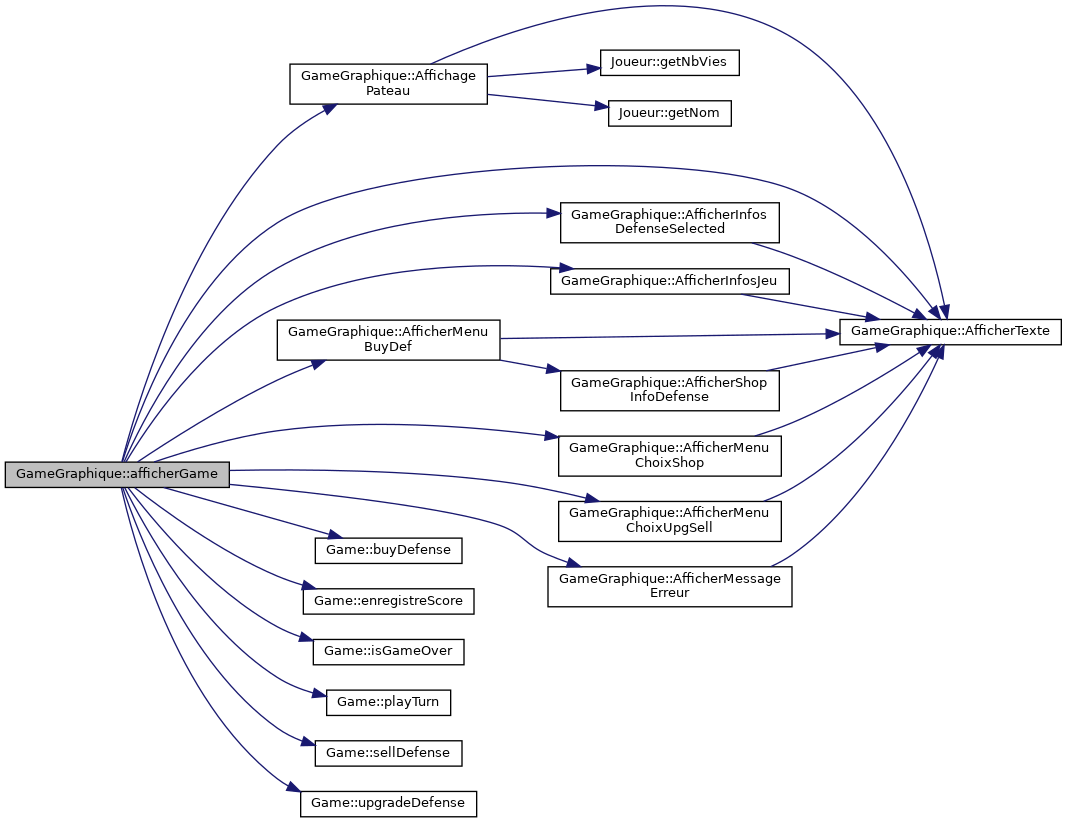 GameGraphique::Affichage
Pateau
Joueur::getNbVies
Joueur::getNom
GameGraphique::AfficherInfos
DefenseSelected
GameGraphique::AfficherInfosJeu
GameGraphique::AfficherMenu
BuyDef
GameGraphique::AfficherTexte
GameGraphique::AfficherShop
InfoDefense
GameGraphique::AfficherMenu
ChoixShop
GameGraphique::afficherGame
GameGraphique::AfficherMenu
ChoixUpgSell
Game::buyDefense
GameGraphique::AfficherMessage
Erreur
Game::enregistreScore
Game::isGameOver
Game::playTurn
Game::sellDefense
Game::upgradeDefense